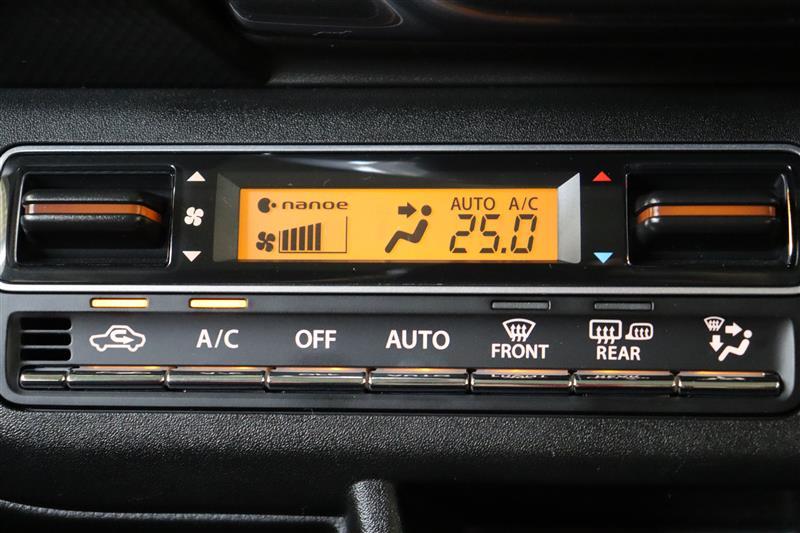 nanoe
AUTO A/C
25.0
A/C OFF AUTO FRONT REAR